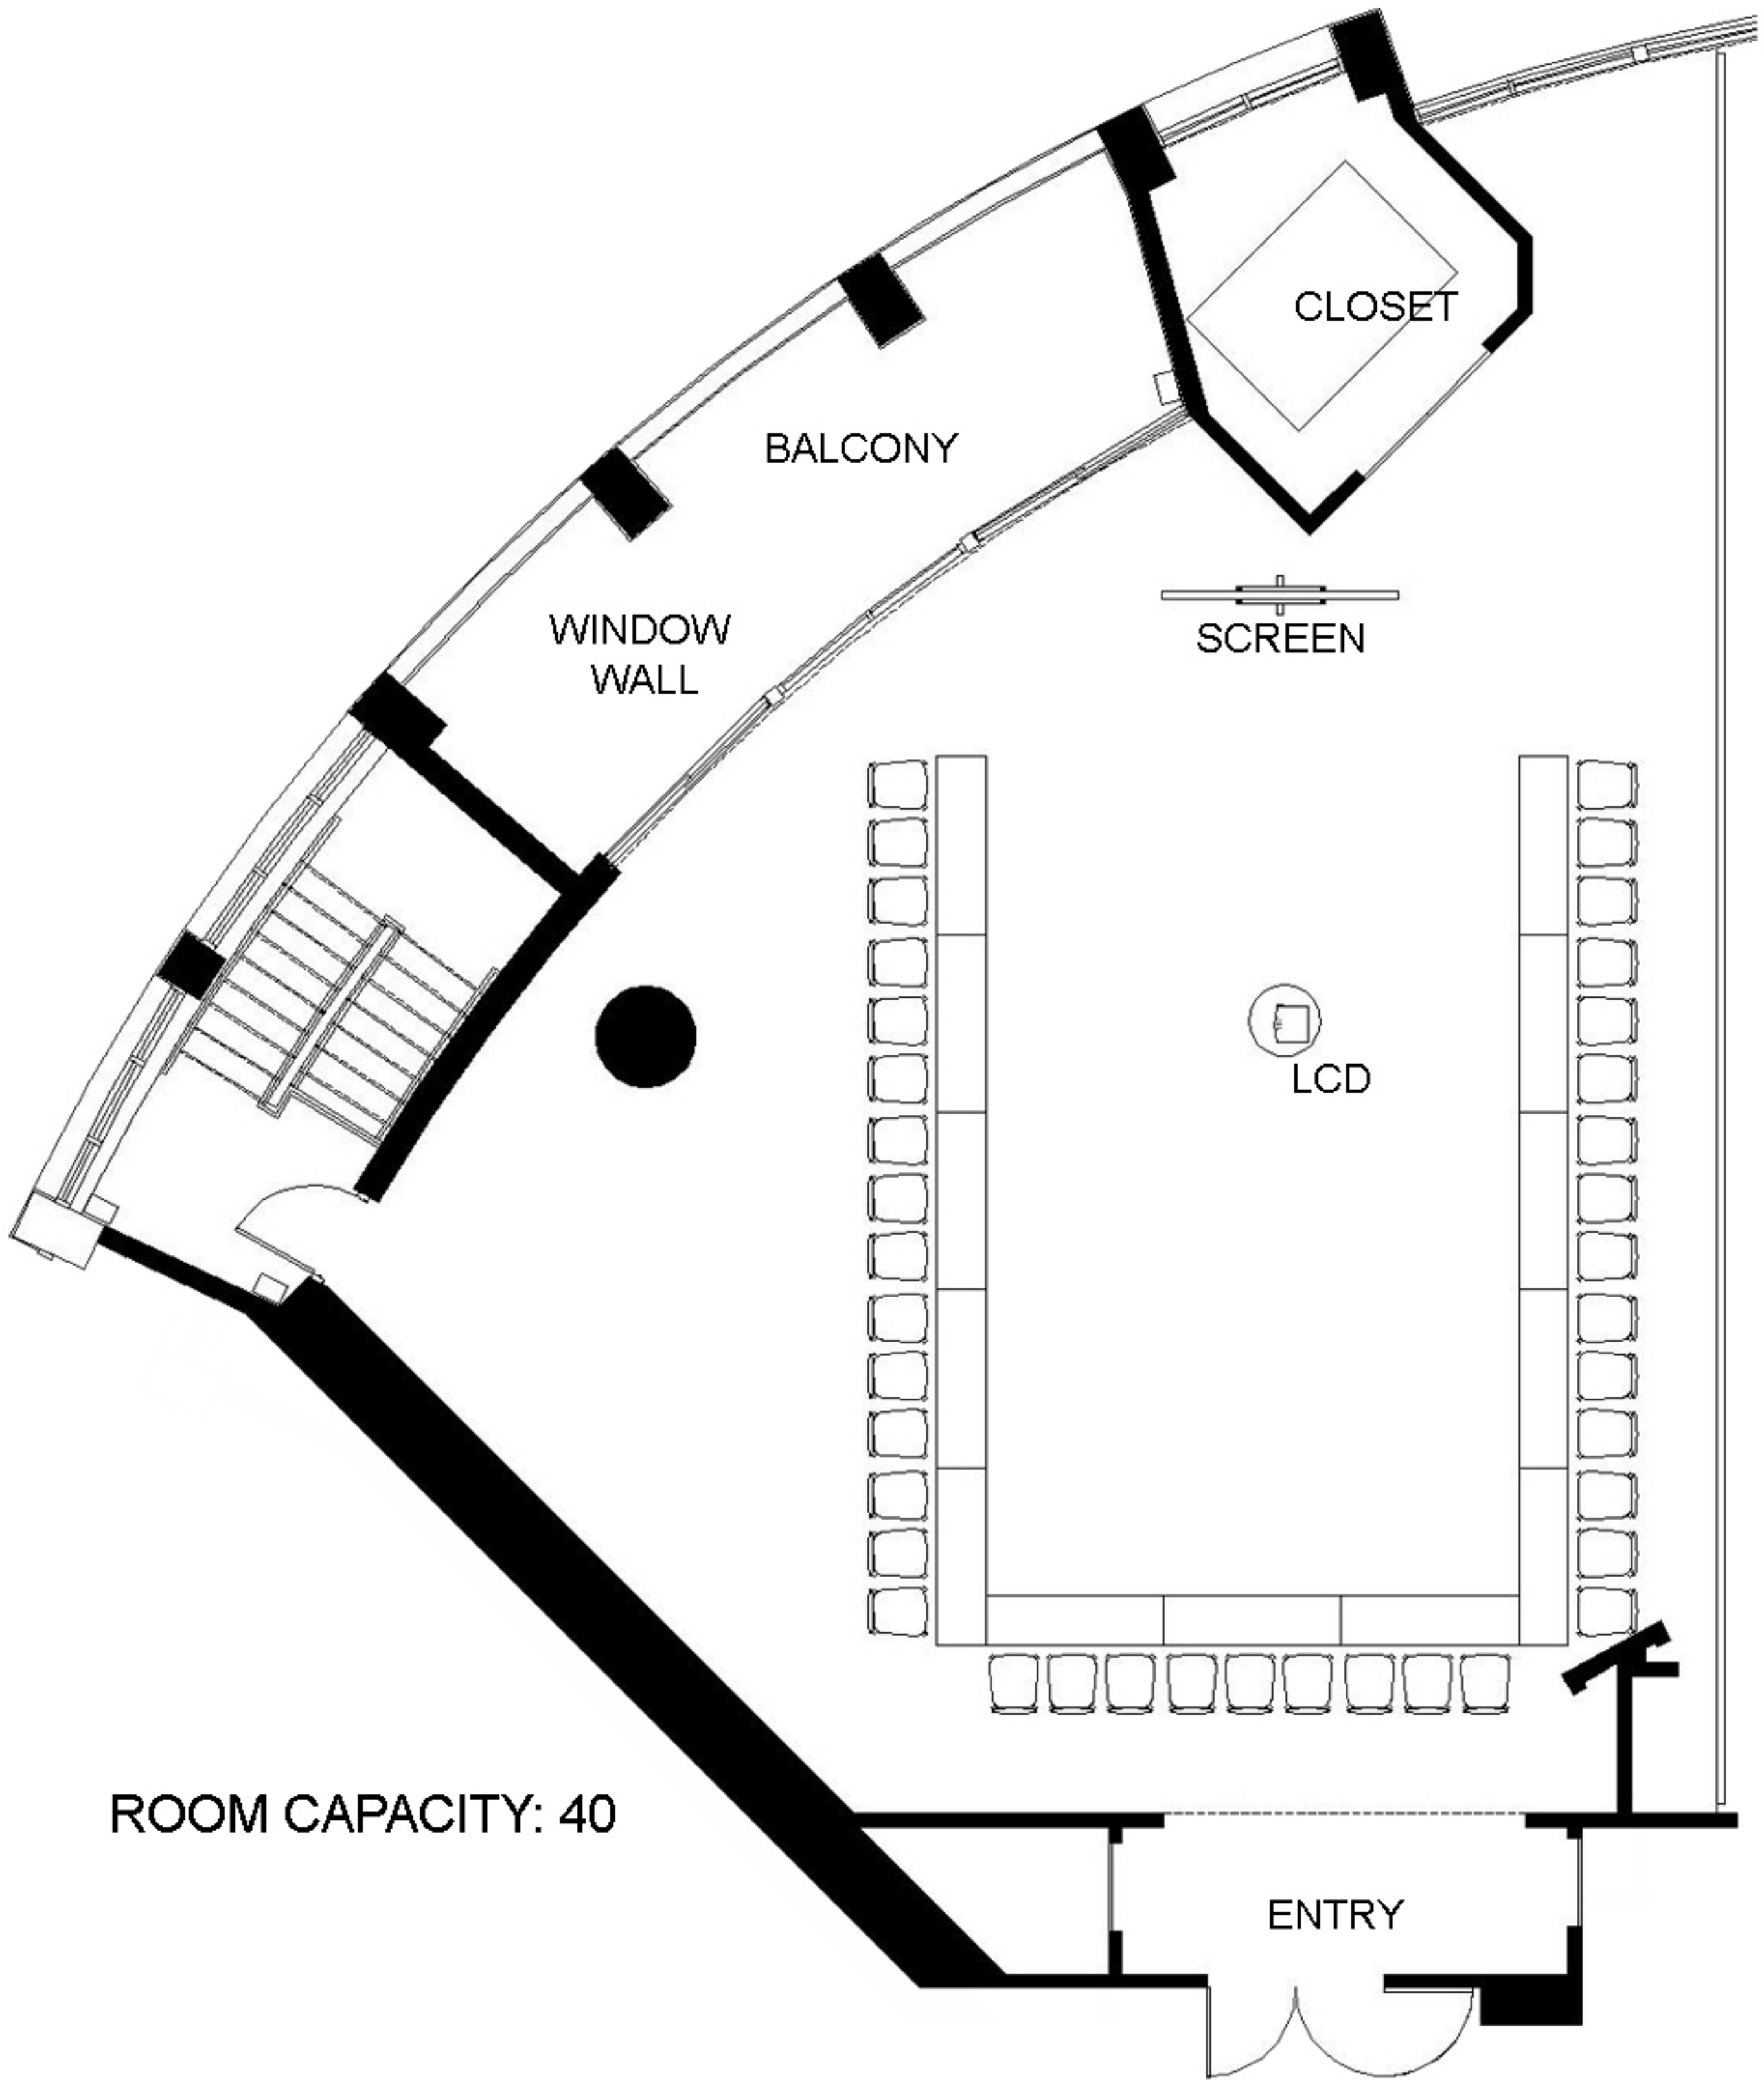 CLOSET
BALCONY
WINDOW
WALL
SCREEN
LCD
ROOM CAPACITY: 40
ENTRY